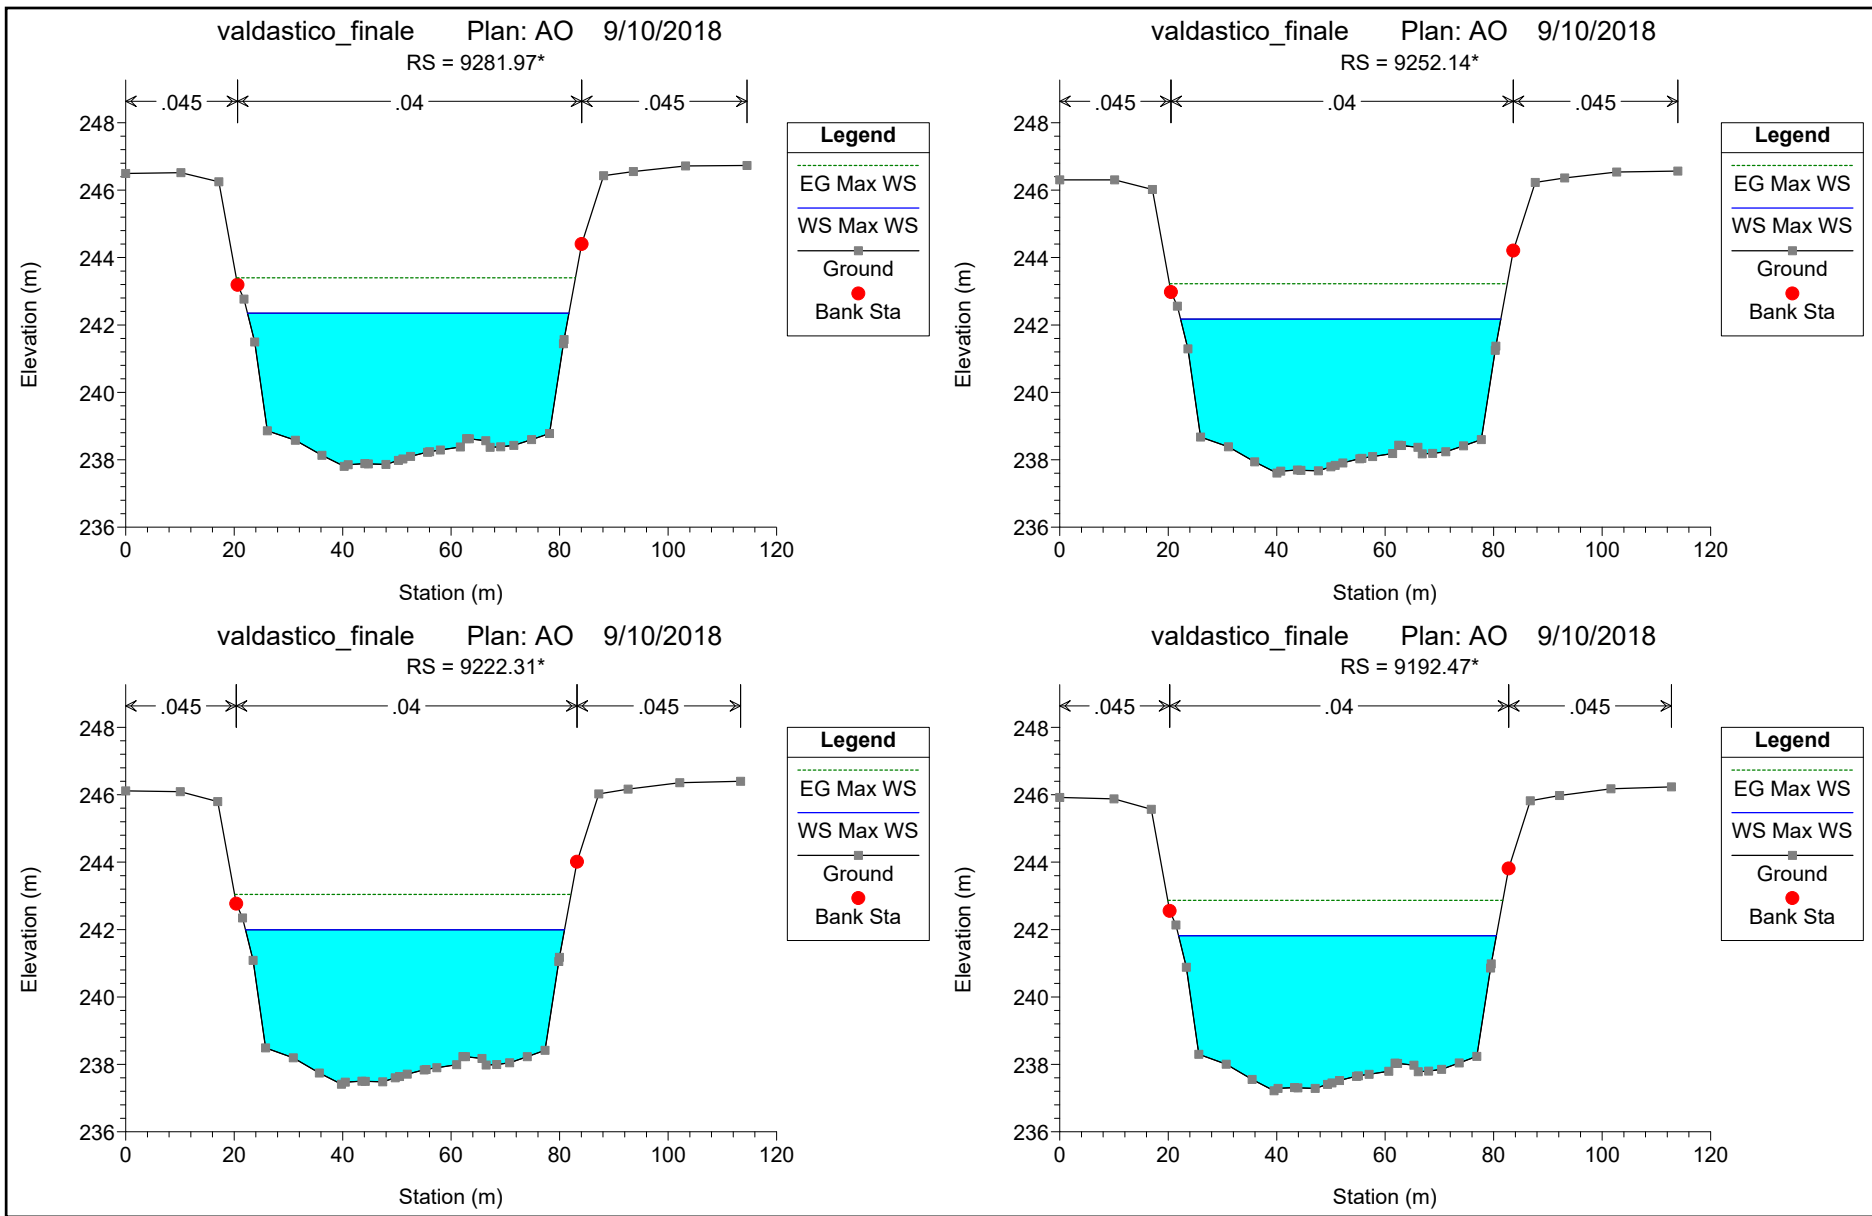 valdastico_finale Plan: AO 9/10/2018
RS = 9281.97*
.045 .04 .045
248
246
244
242
240
238
236
0 20 40 60 80 100 120
Elevation (m)
Station (m)
Legend
EG Max WS
WS Max WS
Ground
Bank Sta
valdastico_finale Plan: AO 9/10/2018
RS = 9252.14*
.045 .04 .045
248
246
244
242
240
238
236
0 20 40 60 80 100 120
Elevation (m)
Station (m)
Legend
EG Max WS
WS Max WS
Ground
Bank Sta
valdastico_finale Plan: AO 9/10/2018
RS = 9222.31*
.045 .04 .045
248
246
244
242
240
238
236
0 20 40 60 80 100 120
Elevation (m)
Station (m)
Legend
EG Max WS
WS Max WS
Ground
Bank Sta
valdastico_finale Plan: AO 9/10/2018
RS = 9192.47*
.045 .04 .045
248
246
244
242
240
238
236
0 20 40 60 80 100 120
Elevation (m)
Station (m)
Legend
EG Max WS
WS Max WS
Ground
Bank Sta